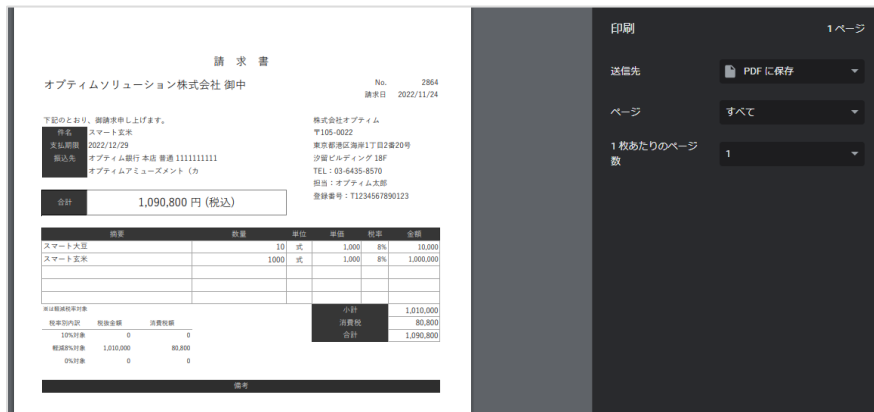 請 求 書
オプティムソリューション株式会社 御中
No. 2864
請求日 2022/11/24
下記のとおり、御請求申し上げます。
件名 スマート玄米
支払期限 2022/12/29
振込先 オプティム銀行 本店 普通 1111111111
オプティムアミューズメント（カ
株式会社オプティム
〒105-0022
東京都港区海岸1丁目2番20号
汐留ビルディング 18F
TEL：03-6435-8570
担当：オプティム太郎
登録番号：T1234567890123
合計 1,090,800 円 (税込)
摘要 数量 単位 単価 税率 金額
スマート大豆 10 式 1,000 8% 10,000
スマート玄米 1000 式 1,000 8% 1,000,000
※は軽減税率対象
小計 1,010,000
消費税 80,800
合計 1,090,800
税率別内訳 税抜金額 消費税額
10%対象 0 0
軽減8%対象 1,010,000 80,800
0%対象 0 0
備考
印刷 1 ページ
送信先 PDF に保存
ページ すべて
1 枚あたりのページ
数 1